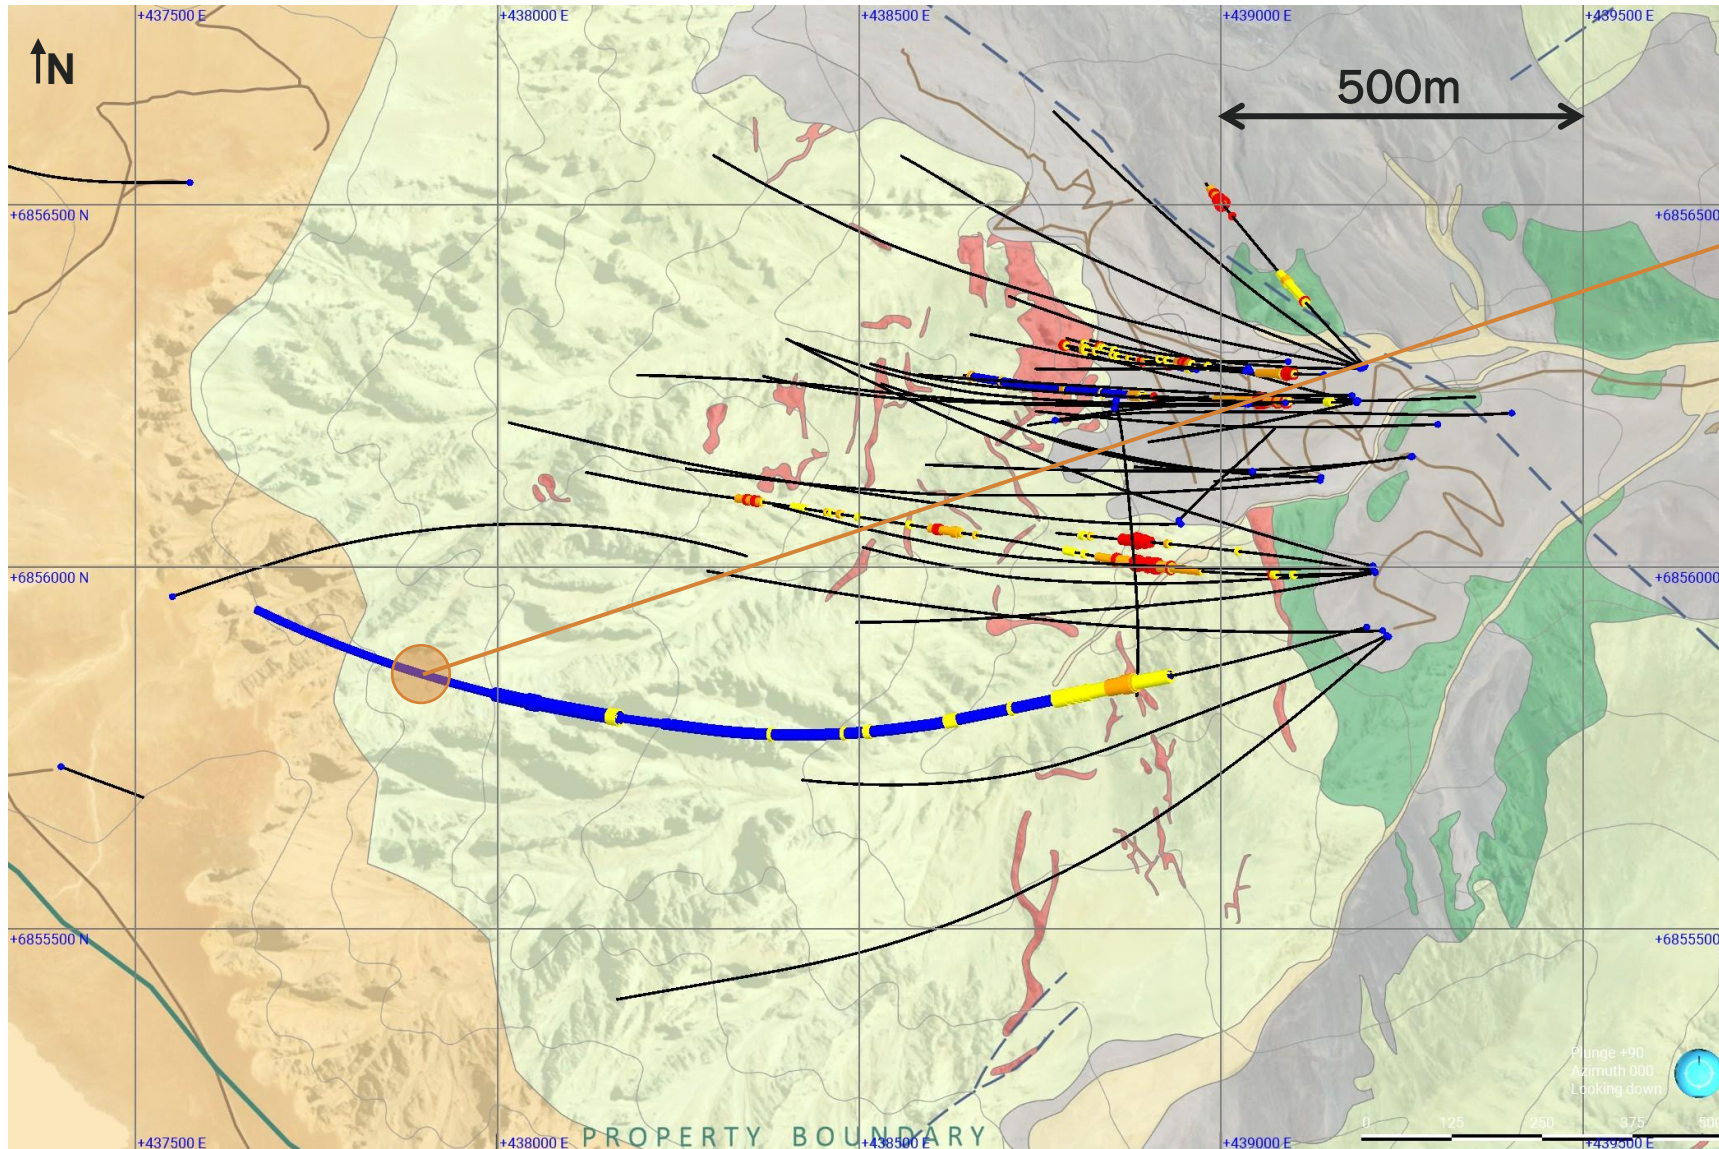 +437500 E
+438000 E
+438500 E
+439000 E
+439500 E
N
500m
+6856500 N
+6856500
+6856000 N
+6856000
+6855500 N
+6855500
Plunge +90
Azimuth 000
Looking down
0 125 250 375 500
PROPERTY BOUNDARY
+437500 E
+438000 E
+438500 E
+439000 E
+439500 E